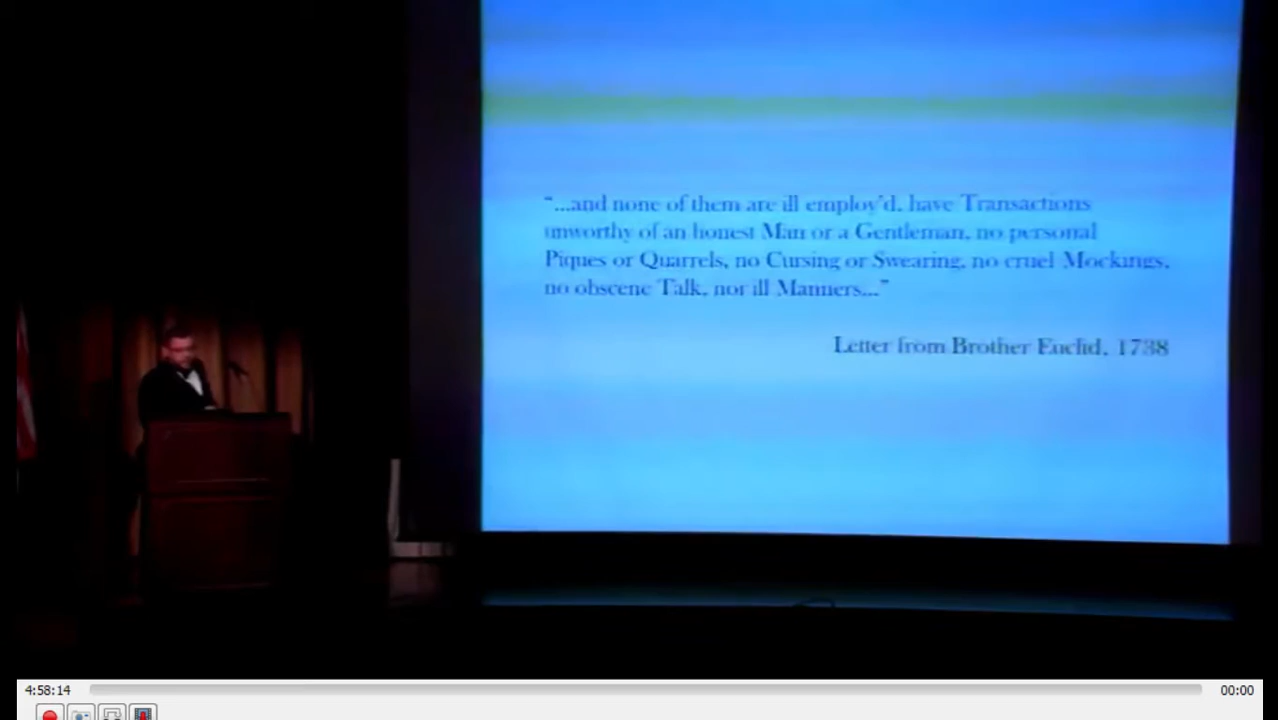 "...and none of them are ill employ'd, have Transactions
unworthy of an honest Man or a Gentleman, no personal
Piques or Quarrels, no Cursing or Swearing, no cruel Mockings,
no obscene Talk, nor ill Manners..."
Letter from Brother Euclid, 1738
4:58:14
00:00